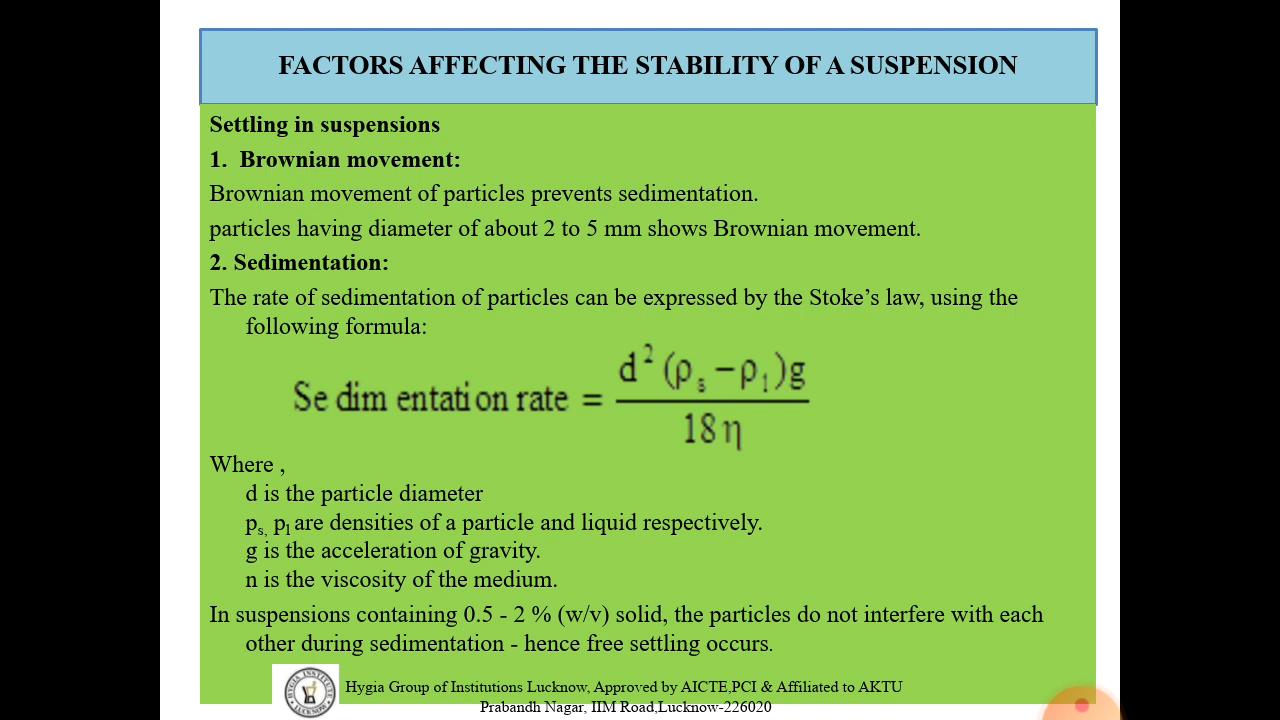 FACTORS AFFECTING THE STABILITY OF A SUSPENSION
Settling in suspensions
1. Brownian movement:
Brownian movement of particles prevents sedimentation.
particles having diameter of about 2 to 5 mm shows Brownian movement.
2. Sedimentation:
The rate of sedimentation of particles can be expressed by the Stoke’s law, using the
following formula:
Se dim entation rate = d² (ρₛ − ρₗ)g / 18 η
Where ,
d is the particle diameter
pₛ, pₗ are densities of a particle and liquid respectively.
g is the acceleration of gravity.
n is the viscosity of the medium.
In suspensions containing 0.5 - 2 % (w/v) solid, the particles do not interfere with each
other during sedimentation - hence free settling occurs.
HYGIA INSTITUTE
LUCKNOW
Hygia Group of Institutions Lucknow, Approved by AICTE,PCI & Affiliated to AKTU
Prabandh Nagar, IIM Road,Lucknow-226020